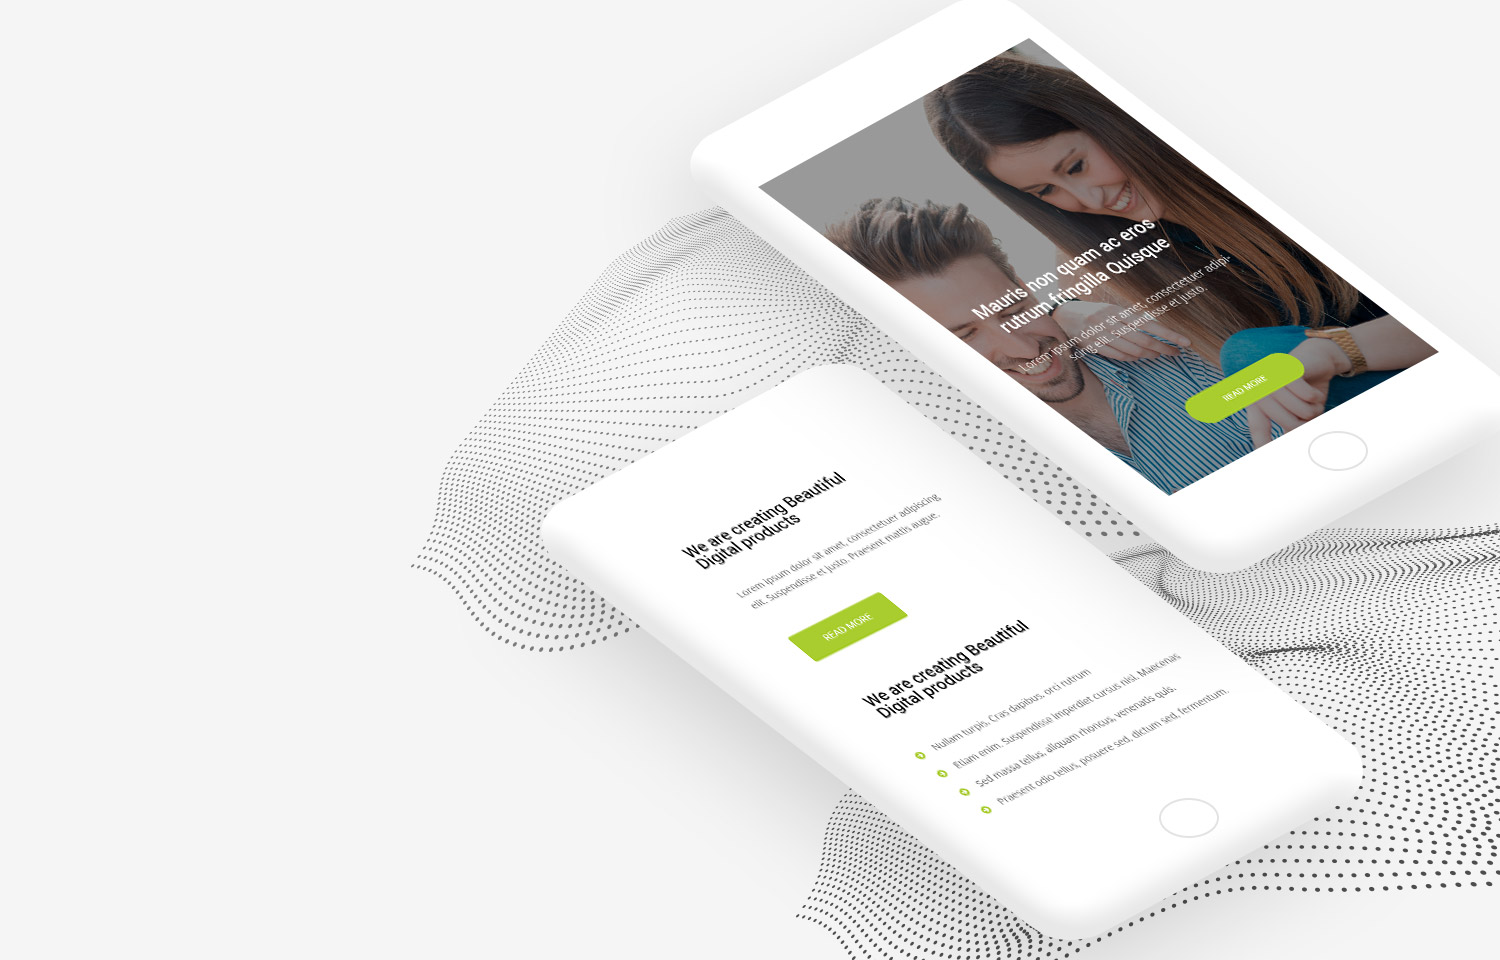 Mauris non quam ac eros
rutrum fringilla Quisque
Lorem ipsum dolor sit amet, consectetuer adipi-
scing elit. Suspendisse et justo.
READ MORE
We are creating Beautiful
Digital products
Lorem ipsum dolor sit amet, consectetuer adipiscing
elit. Suspendisse et justo. Praesent mattis augue.
READ MORE
We are creating Beautiful
Digital products
Nullam turpis. Cras dapibus, orci rutrum
Etiam enim. Suspendisse imperdiet cursus nisi. Maecenas
Sed massa tellus, aliquam rhoncus, venenatis quis.
Praesent odio tellus, posuere sed, dictum sed, fermentum.